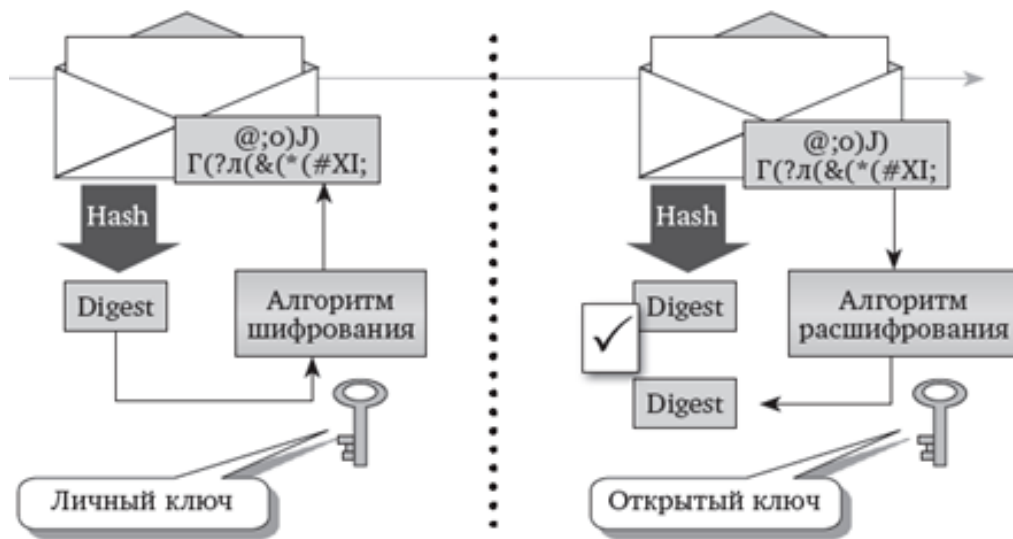 @;o)J)
Г(?л(&(*(#XI;
Hash
Digest
Алгоритм
шифрования
Личный ключ
@;o)J)
Г(?л(&(*(#XI;
Hash
Digest
Алгоритм
расшифрования
Digest
Открытый ключ